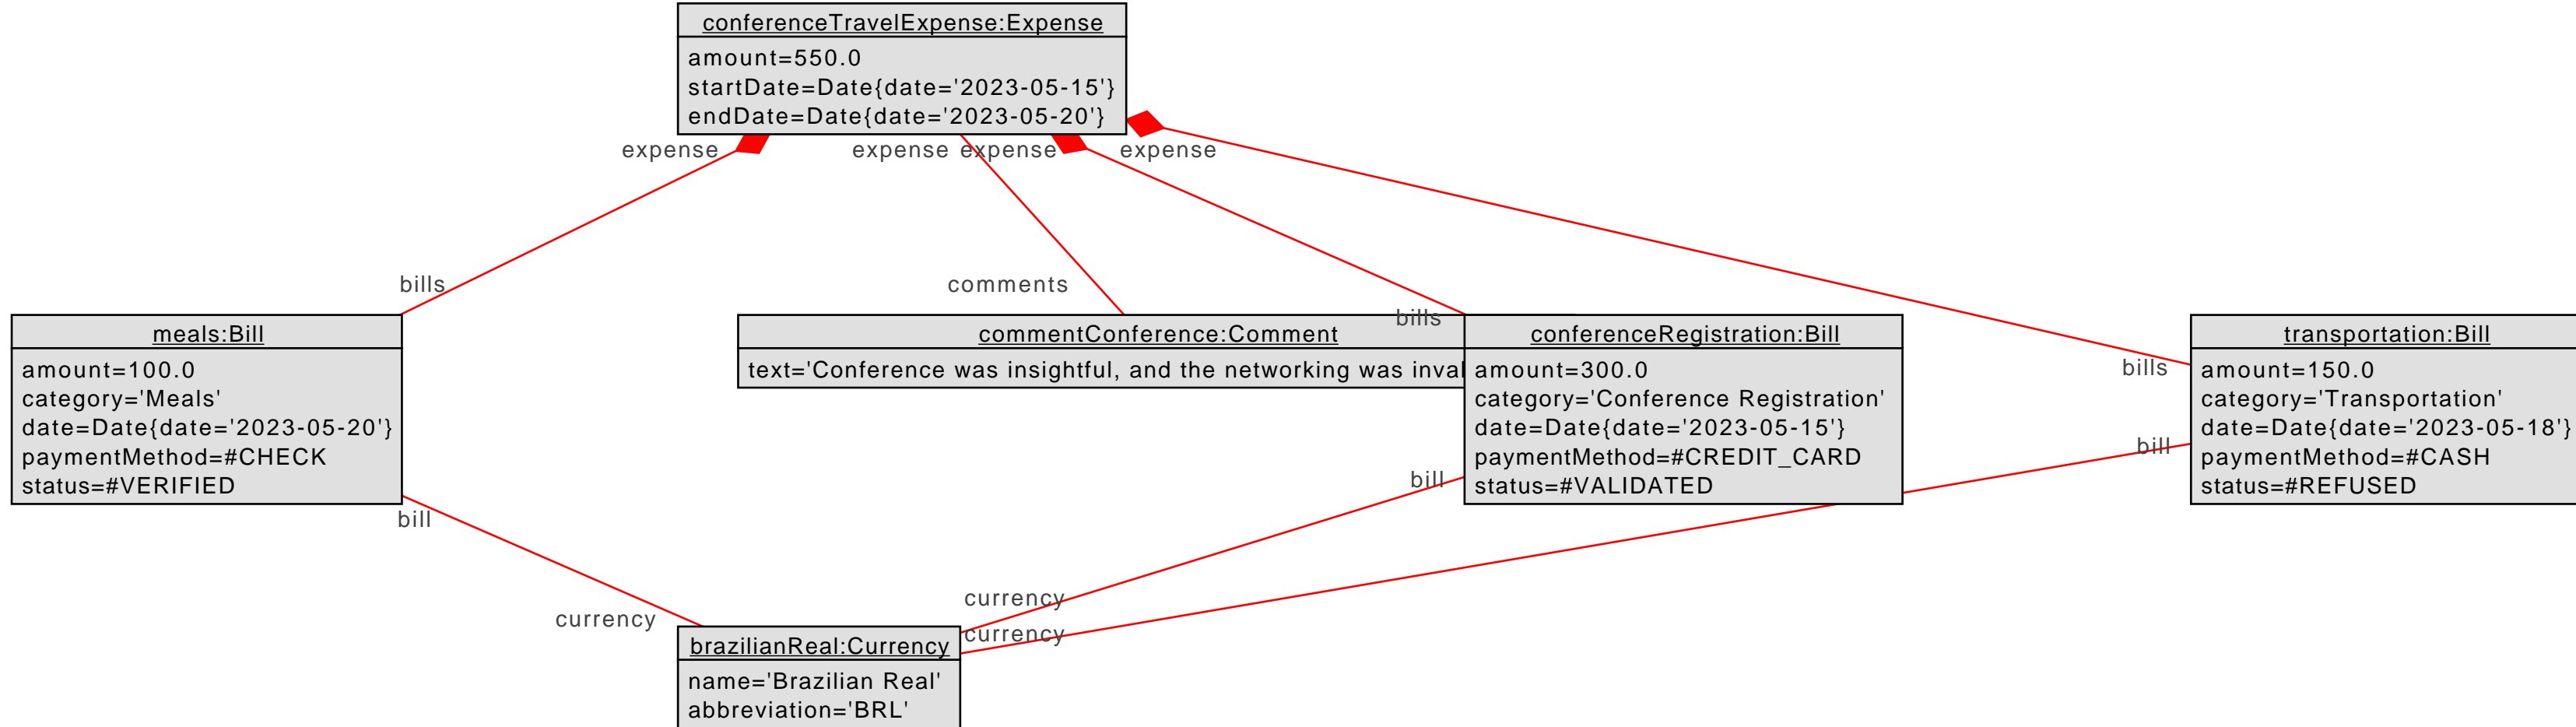 conferenceTravelExpense:Expense
amount=550.0
startDate=Date{date='2023-05-15'}
endDate=Date{date='2023-05-20'}
expense
expense
expense
expense
bills
comments
bills
bills
meals:Bill
amount=100.0
category='Meals'
date=Date{date='2023-05-20'}
paymentMethod=#CHECK
status=#VERIFIED
commentConference:Comment
text='Conference was insightful, and the networking was
conferenceRegistration:Bill
amount=300.0
category='Conference Registration'
date=Date{date='2023-05-15'}
paymentMethod=#CREDIT_CARD
status=#VALIDATED
transportation:Bill
amount=150.0
category='Transportation'
date=Date{date='2023-05-18'}
paymentMethod=#CASH
status=#REFUSED
bill
bill
bill
currency
currency
currency
brazilianReal:Currency
name='Brazilian Real'
abbreviation='BRL'